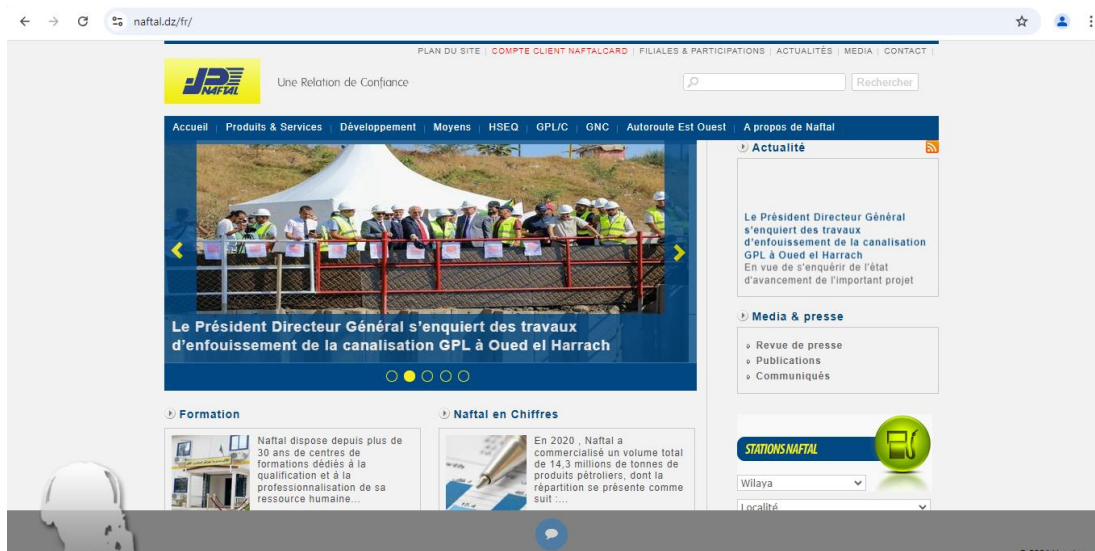 naftal.dz/fr/
PLAN DU SITE | COMPTE CLIENT NAFTALCARD | FILIALES & PARTICIPATIONS | ACTUALITÉS | MEDIA | CONTACT |
NAFTAL
Une Relation de Confiance
Rechercher
Accueil | Produits & Services | Développement | Moyens | HSEQ | GPL/C | GNC | Autoroute Est Ouest | A propos de Naftal
Le Président Directeur Général s'enquiert des travaux
d'enfouissement de la canalisation GPL à Oued el Harrach
Actualité
Le Président Directeur Général
s'enquiert des travaux
d'enfouissement de la canalisation
GPL à Oued el Harrach
En vue de s'enquérir de l'état
d'avancement de l'important projet
Media & presse
Revue de presse
Publications
Communiqués
Formation
Naftal dispose depuis plus de
30 ans de centres de
formations dédiés à la
qualification et à la
professionnalisation de sa
ressource humaine...
Naftal en Chiffres
En 2020 , Naftal a
commercialisé un volume total
de 14,3 millions de tonnes de
produits pétroliers, dont la
répartition se présente comme
suit :...
STATIONS NAFTAL
Wilaya
Localité